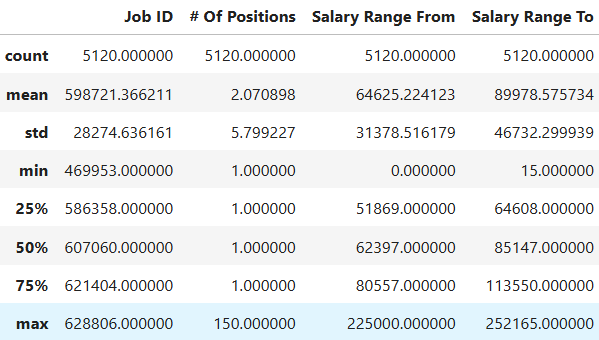 Job ID # Of Positions Salary Range From Salary Range To
count 5120.000000 5120.000000 5120.000000 5120.000000
mean 598721.366211 2.070898 64625.224123 89978.575734
std 28274.636161 5.799227 31378.516179 46732.299939
min 469953.000000 1.000000 0.000000 15.000000
25% 586358.000000 1.000000 51869.000000 64608.000000
50% 607060.000000 1.000000 62397.000000 85147.000000
75% 621404.000000 1.000000 80557.000000 113550.000000
max 628806.000000 150.000000 225000.000000 252165.000000